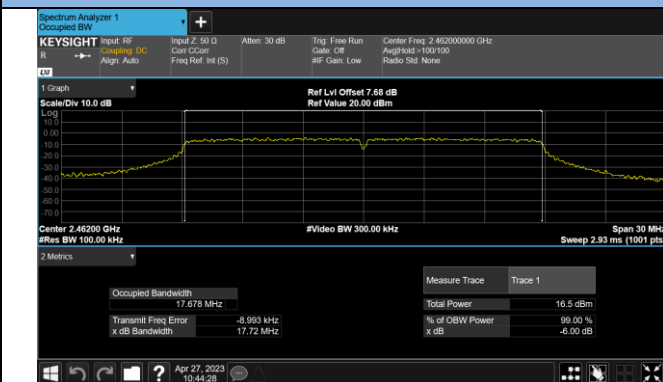 Spectrum Analyzer 1
Occupied BW
+
KEYSIGHT Input: RF Input Z: 50 Ω Atten: 30 dB Trig: Free Run Center Freq: 2.462000000 GHz
R Coupling: DC Corr CCorr Gate: Off Avg|Hold:>100/100
Align: Auto Freq Ref: Int (S) #IF Gain: Low Radio Std: None
LXI
1 Graph
Ref Lvl Offset 7.68 dB
Scale/Div 10.0 dB Ref Value 20.00 dBm
Log
10.0
0.00
-10.0
-20.0
-30.0
-40.0
-50.0
-60.0
-70.0
Center 2.46200 GHz #Video BW 300.00 kHz Span 30 MHz
#Res BW 100.00 kHz Sweep 2.93 ms (1001 pts)
2 Metrics
Measure Trace Trace 1
Occupied Bandwidth
17.678 MHz Total Power 16.5 dBm
Transmit Freq Error -8.993 kHz % of OBW Power 99.00 %
x dB Bandwidth 17.72 MHz x dB -6.00 dB
? Apr 27, 2023
10:44:28